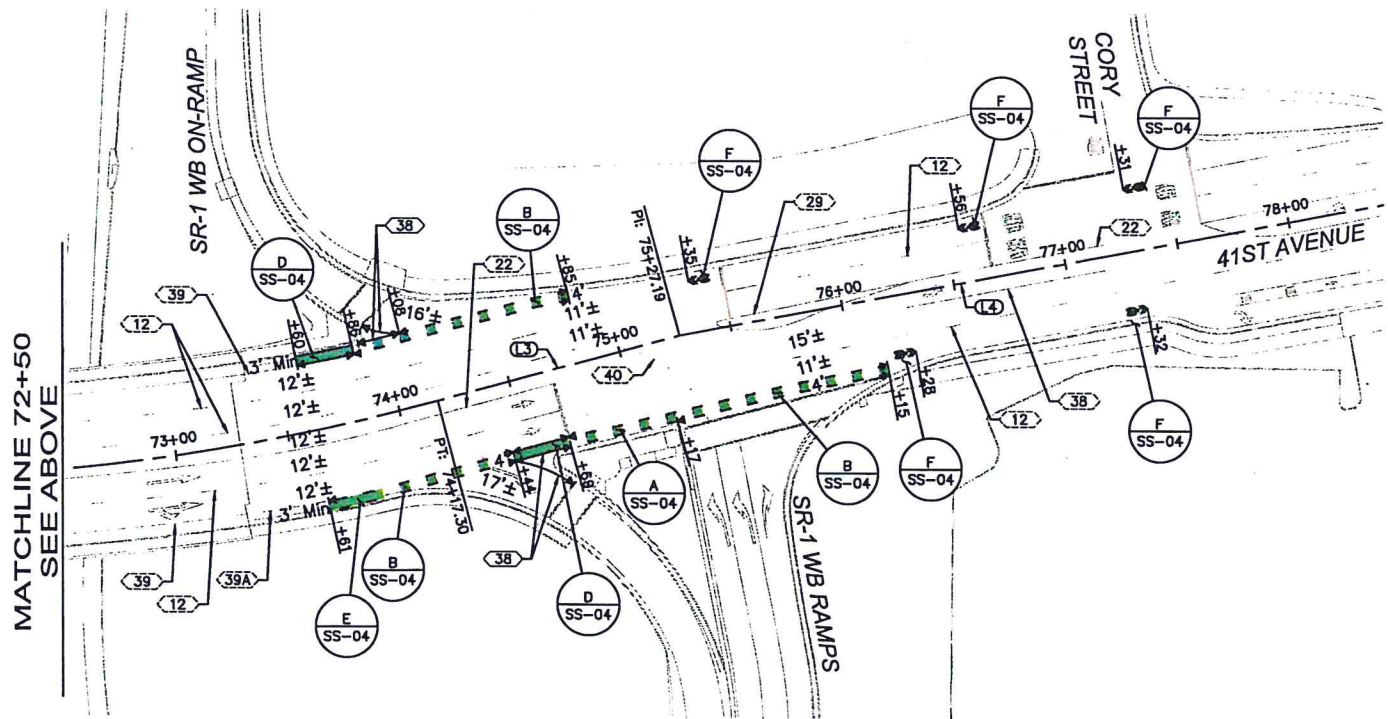 MATCHLINE 72+50
SEE ABOVE
SR-1 WB ON-RAMP
CORY
STREET
41ST AVENUE
SR-1 WB RAMPS
D
SS-04
B
SS-04
F
SS-04
F
SS-04
F
SS-04
38
22
39
12
+60
+86
+08
16'±
+85
4'
11'±
11'±
PI: 75+27.19
+35
29
12
+56
+31
22
78+00
77+00
76+00
75+00
74+00
73+00
L3
L4
40
15'±
11'±
4'
3' Min
12'±
12'±
12'±
12'±
12'±
3' Min
+61
PI: 74+17.30
4'
17'±
+44
+68
+17
+15
+28
12
38
+32
39
12
39A
38
E
SS-04
B
SS-04
D
SS-04
A
SS-04
B
SS-04
F
SS-04
F
SS-04